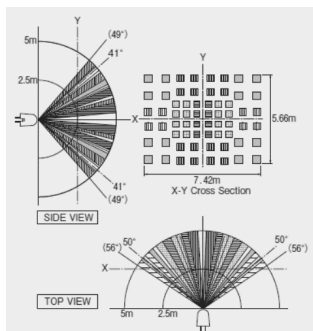 Y
5m
(49°)
41°
2.5m
X
41°
(49°)
SIDE VIEW
Y
X
5.66m
7.42m
X-Y Cross Section
50°
(56°)
50°
(56°)
X
TOP VIEW
5m
2.5m